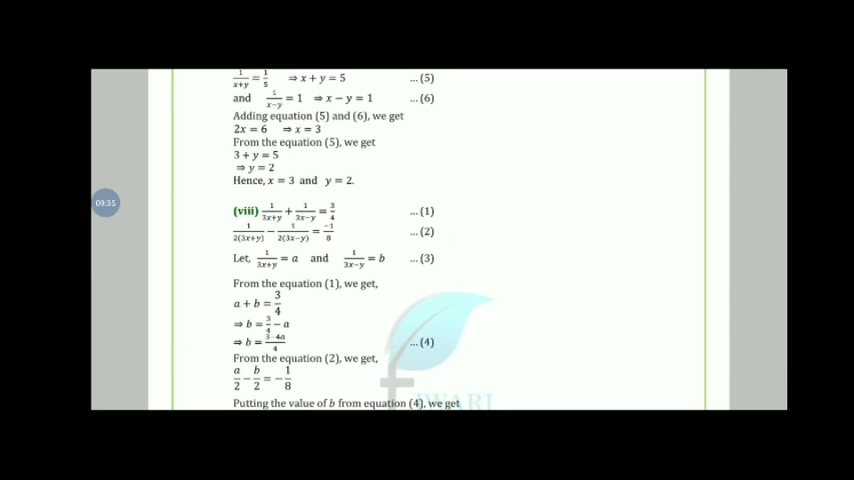 1/(x+y) = 1/5 ⇒ x + y = 5 ... (5)
and 1/(x−y) = 1 ⇒ x − y = 1 ... (6)
Adding equation (5) and (6), we get
2x = 6 ⇒ x = 3
From the equation (5), we get
3 + y = 5
⇒ y = 2
Hence, x = 3 and y = 2.
09:35
(viii) 1/(3x+y) + 1/(3x−y) = 3/4 ... (1)
1/(2(3x+y)) − 1/(2(3x−y)) = −1/8 ... (2)
Let, 1/(3x+y) = a and 1/(3x−y) = b ... (3)
From the equation (1), we get,
a + b = 3/4
⇒ b = 3/4 − a
⇒ b = (3−4a)/4 ... (4)
From the equation (2), we get,
a/2 − b/2 = −1/8
Putting the value of b from equation (4), we get